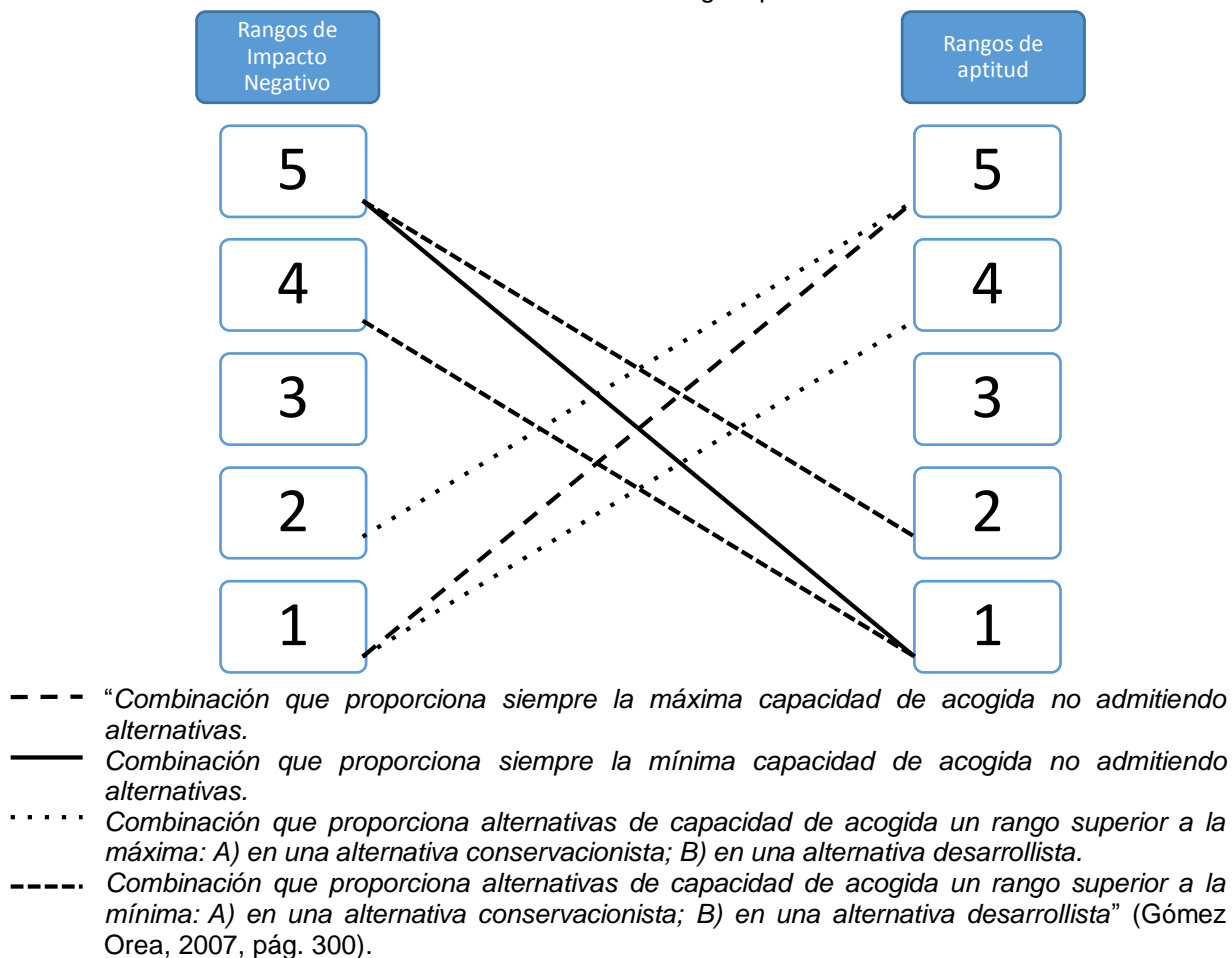 Rangos de
Impacto
Negativo
Rangos de
aptitud
5
5
4
4
3
3
2
2
1
1
“Combinación que proporciona siempre la máxima capacidad de acogida no admitiendo
alternativas.
Combinación que proporciona siempre la mínima capacidad de acogida no admitiendo
alternativas.
Combinación que proporciona alternativas de capacidad de acogida un rango superior a la
máxima: A) en una alternativa conservacionista; B) en una alternativa desarrollista.
Combinación que proporciona alternativas de capacidad de acogida un rango superior a la
mínima: A) en una alternativa conservacionista; B) en una alternativa desarrollista” (Gómez
Orea, 2007, pág. 300).